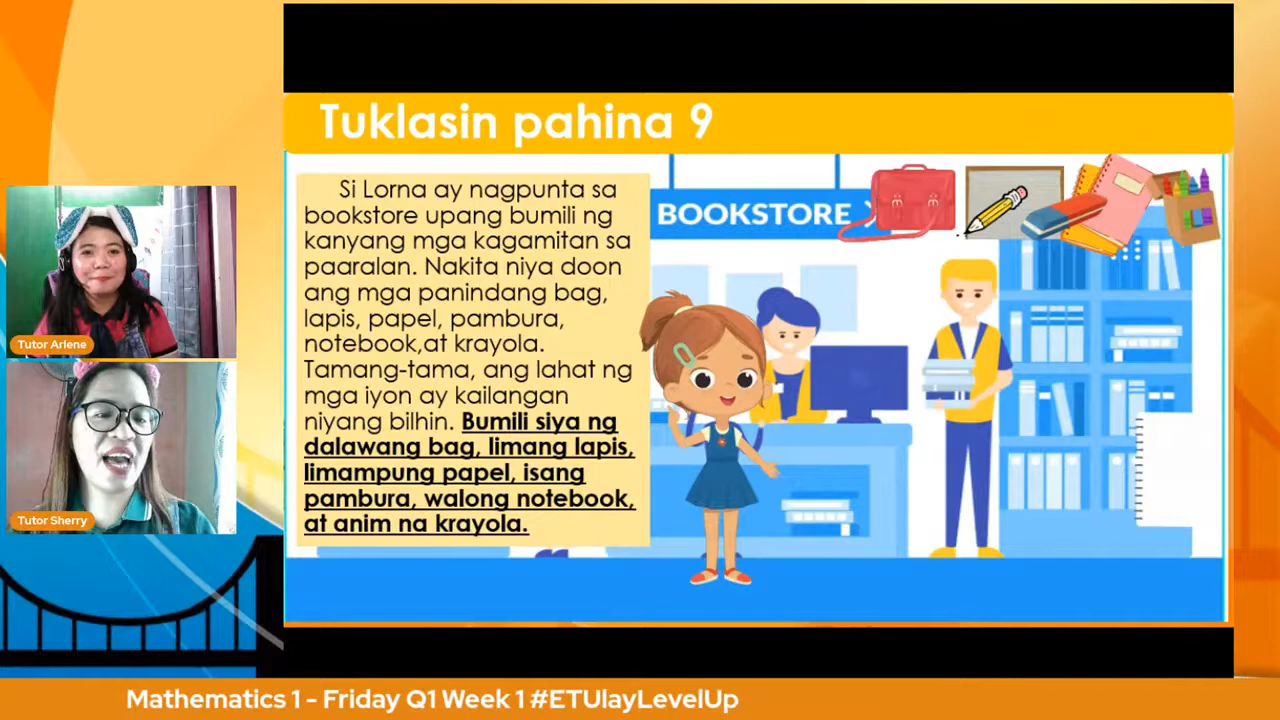 Tuklasin pahina 9
Si Lorna ay nagpunta sa
bookstore upang bumili ng
kanyang mga kagamitan sa
paaralan. Nakita niya doon
ang mga panindang bag,
lapis, papel, pambura,
notebook,at krayola.
Tamang-tama, ang lahat ng
mga iyon ay kailangan
niyang bilhin. Bumili siya ng
dalawang bag, limang lapis,
limampung papel, isang
pambura, walong notebook,
at anim na krayola.
BOOKSTORE
Tutor Arlene
Tutor Sherry
Mathematics 1 - Friday Q1 Week 1 #ETUlayLevelUp